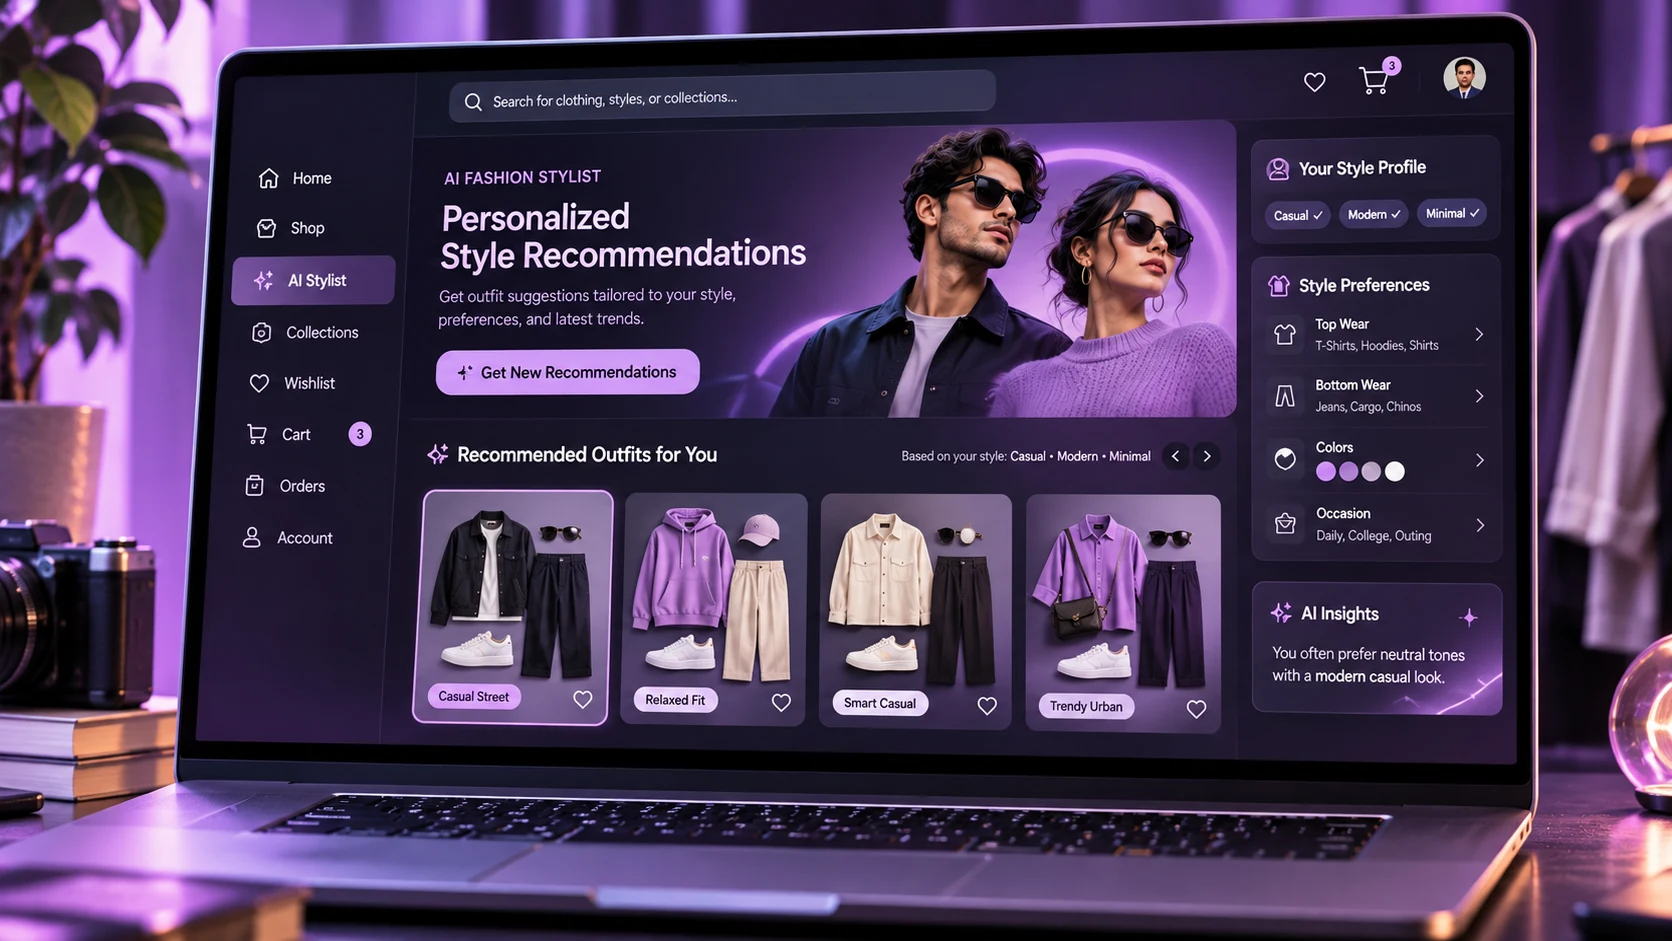 Search for clothing, styles, or collections...
3
Home
Shop
AI Stylist
Collections
Wishlist
Cart
3
Orders
Account
AI FASHION STYLIST
Personalized
Style Recommendations
Get outfit suggestions tailored to your style,
preferences, and latest trends.
Get New Recommendations
Recommended Outfits for You
Based on your style: Casual • Modern • Minimal
Casual Street
Relaxed Fit
Smart Casual
Trendy Urban
Your Style Profile
Casual ✓
Modern ✓
Minimal ✓
Style Preferences
Top Wear
T-Shirts, Hoodies, Shirts
Bottom Wear
Jeans, Cargo, Chinos
Colors
Occasion
Daily, College, Outing
AI Insights
You often prefer neutral tones
with a modern casual look.